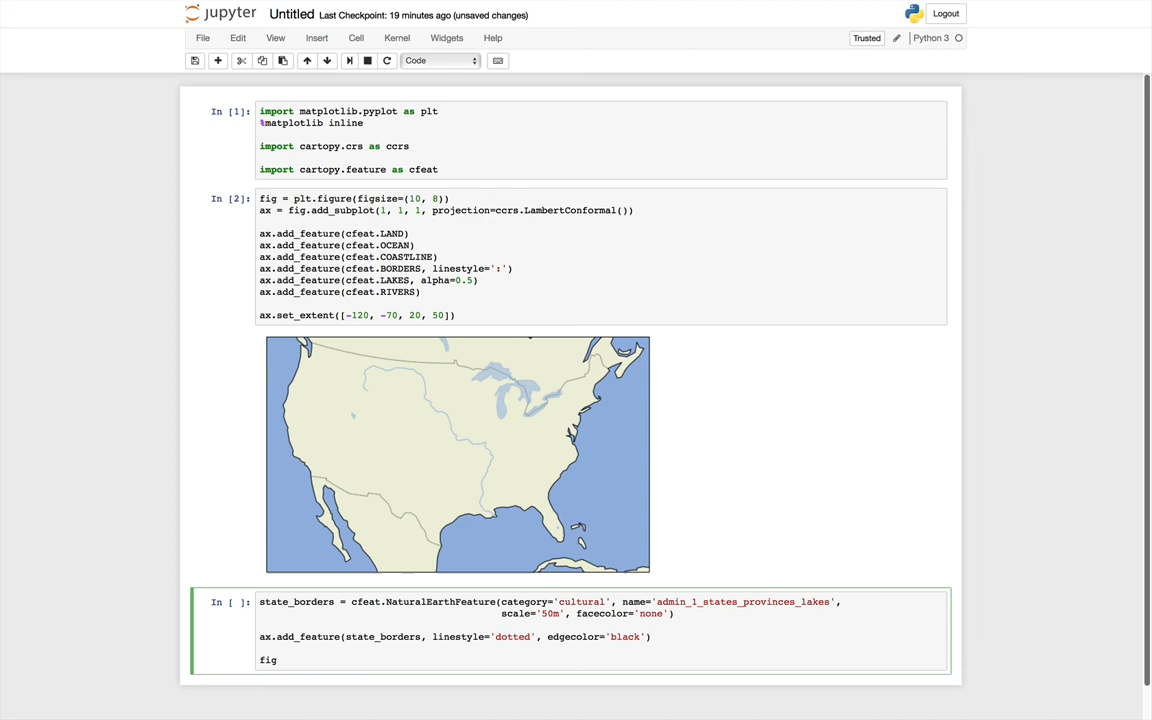 jupyter Untitled Last Checkpoint: 19 minutes ago (unsaved changes) Logout
File Edit View Insert Cell Kernel Widgets Help Trusted Python 3
Code
In [1]: import matplotlib.pyplot as plt
%matplotlib inline
import cartopy.crs as ccrs
import cartopy.feature as cfeat
In [2]: fig = plt.figure(figsize=(10, 8))
ax = fig.add_subplot(1, 1, 1, projection=ccrs.LambertConformal())
ax.add_feature(cfeat.LAND)
ax.add_feature(cfeat.OCEAN)
ax.add_feature(cfeat.COASTLINE)
ax.add_feature(cfeat.BORDERS, linestyle=':')
ax.add_feature(cfeat.LAKES, alpha=0.5)
ax.add_feature(cfeat.RIVERS)
ax.set_extent([-120, -70, 20, 50])
In [ ]: state_borders = cfeat.NaturalEarthFeature(category='cultural', name='admin_1_states_provinces_lakes',
scale='50m', facecolor='none')
ax.add_feature(state_borders, linestyle='dotted', edgecolor='black')
fig